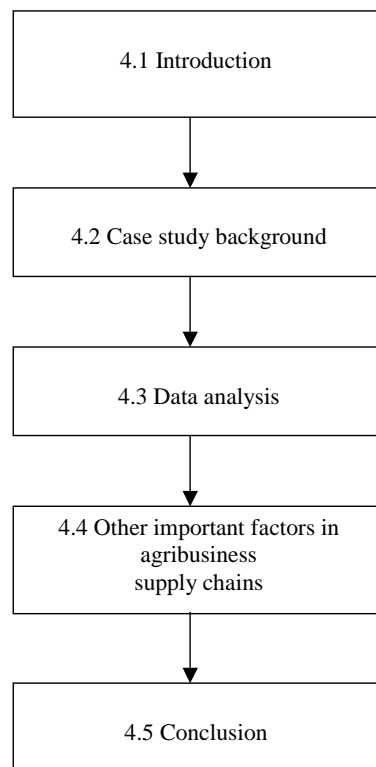 4.1 Introduction
4.2 Case study background
4.3 Data analysis
4.4 Other important factors in
agribusiness
supply chains
4.5 Conclusion